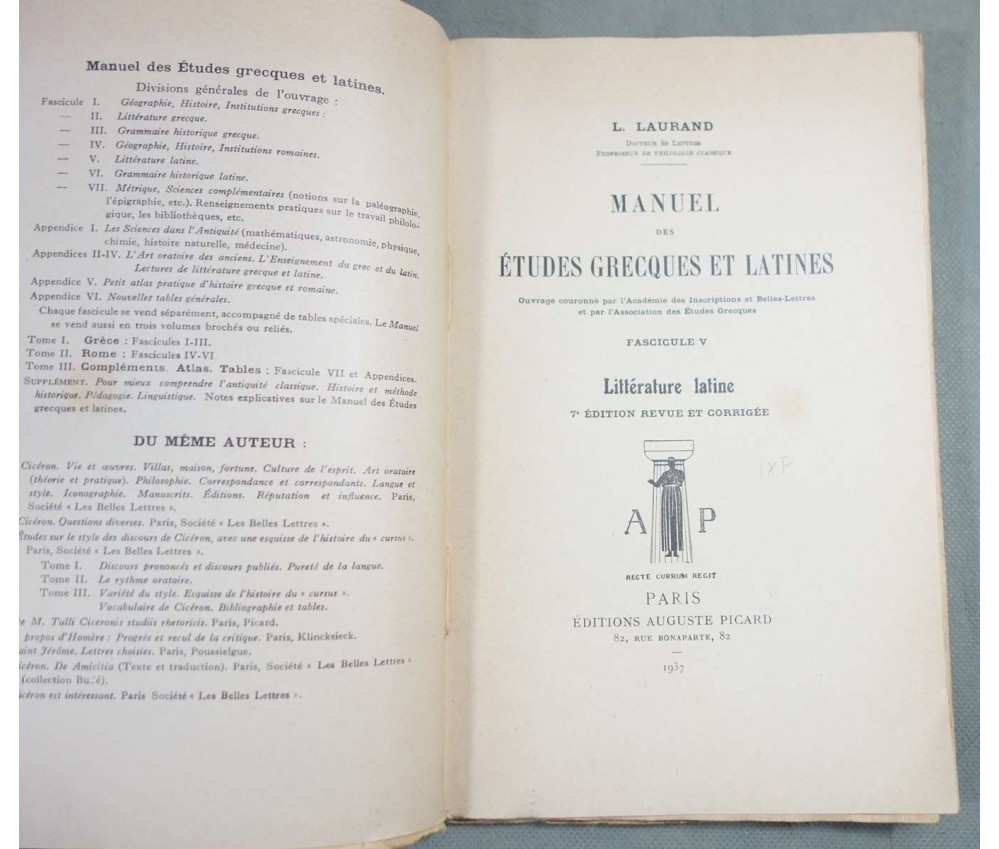 Manuel des Études grecques et latines.
Divisions générales de l'ouvrage :
Fascicule I. Géographie, Histoire, Institutions grecques :
— II. Littérature grecque.
— III. Grammaire historique grecque.
— IV. Géographie, Histoire, Institutions romaines.
— V. Littérature latine.
— VI. Grammaire historique latine.
— VII. Métrique, Sciences complémentaires (notions sur la paléographie,
l'épigraphie, etc.). Renseignements pratiques sur le travail philolo-
gique, les bibliothèques, etc.
Appendice I. Les Sciences dans l'Antiquité (mathématiques, astronomie, physique,
chimie, histoire naturelle, médecine).
Appendices II-IV. L'Art oratoire des anciens. L'Enseignement du grec et du latin.
Lectures de littérature grecque et latine.
Appendice V. Petit atlas pratique d'histoire grecque et romaine.
Appendice VI. Nouvelles tables générales.
Chaque fascicule se vend séparément, accompagné de tables spéciales. Le Manuel
se vend aussi en trois volumes brochés ou reliés.
Tome I. Grèce : Fascicules I-III.
Tome II. Rome : Fascicules IV-VI
Tome III. Compléments. Atlas. Tables : Fascicule VII et Appendices.
SUPPLÉMENT. Pour mieux comprendre l'antiquité classique. Histoire et méthode
historique. Pédagogie. Linguistique. Notes explicatives sur le Manuel des Études
grecques et latines.
DU MÊME AUTEUR :
Cicéron. Vie et œuvres. Villas, maison, fortune. Culture de l'esprit. Art oratoire
(théorie et pratique). Philosophie. Correspondance et correspondants. Langue et
style. Iconographie. Manuscrits. Éditions. Réputation et influence. Paris,
Société « Les Belles Lettres ».
Cicéron. Questions diverses. Paris, Société « Les Belles Lettres ».
Études sur le style des discours de Cicéron, avec une esquisse de l'histoire du « cursus ».
Paris, Société « Les Belles Lettres ».
Tome I. Discours prononcés et discours publiés. Pureté de la langue.
Tome II. Le rythme oratoire.
Tome III. Variété du style. Esquisse de l'histoire du « cursus ».
Vocabulaire de Cicéron. Bibliographie et tables.
e M. Tulli Ciceronis studiis rhetoricis. Paris, Picard.
propos d'Homère : Progrès et recul de la critique. Paris, Klincksieck.
aint Jérôme. Lettres choisies. Paris, Poussielgue.
icéron. De Amicitia (Texte et traduction). Paris, Société « Les Belles Lettres »
(collection Budé).
icéron est intéressant. Paris Société « Les Belles Lettres ».
L. LAURAND
DOCTEUR ÈS LETTRES
PROFESSEUR DE PHILOLOGIE CLASSIQUE
MANUEL
DES
ÉTUDES GRECQUES ET LATINES
Ouvrage couronné par l'Académie des Inscriptions et Belles-Lettres
et par l'Association des Études Grecques
FASCICULE V
Littérature latine
7e ÉDITION REVUE ET CORRIGÉE
A P
RECTE CURRUM REGIT
PARIS
ÉDITIONS AUGUSTE PICARD
82, RUE BONAPARTE, 82
1937